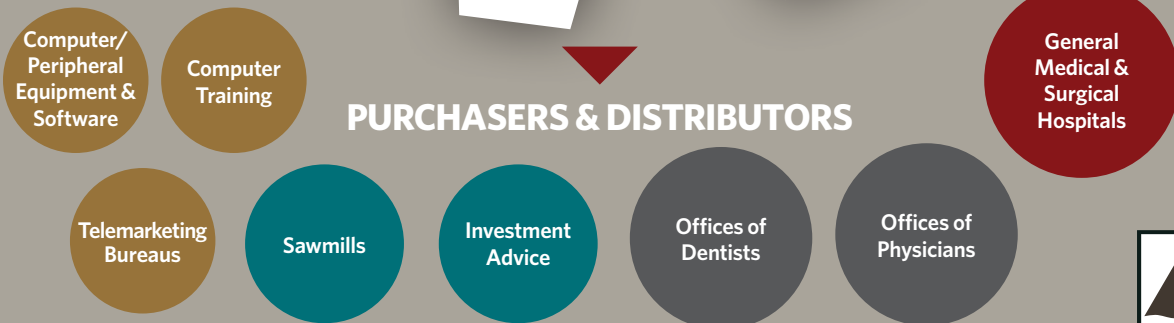 Computer/
Peripheral
Equipment &
Software
Computer
Training
PURCHASERS & DISTRIBUTORS
General
Medical &
Surgical
Hospitals
Telemarketing
Bureaus
Sawmills
Investment
Advice
Offices of
Dentists
Offices of
Physicians